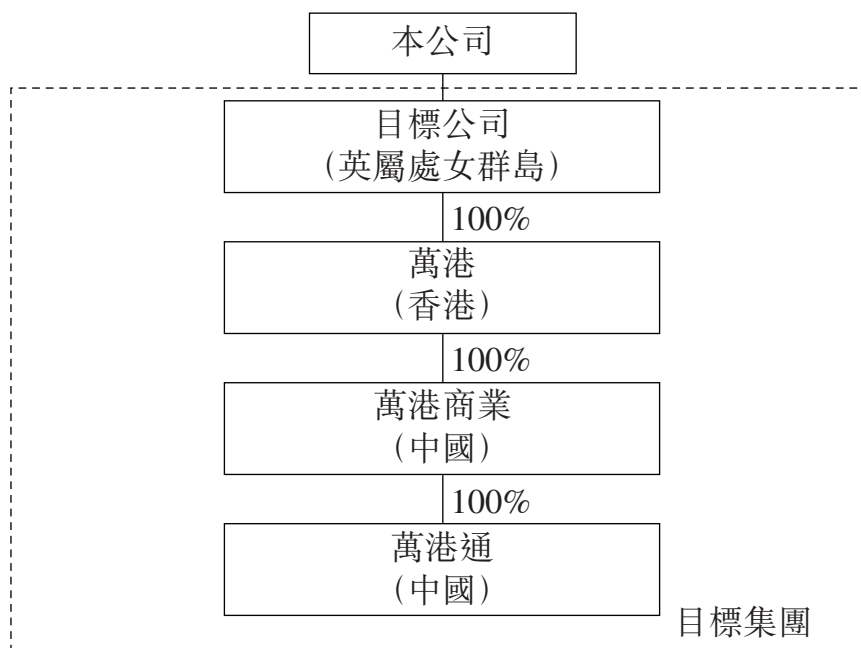 本公司
目標公司
(英屬處女群島)
100%
萬港
(香港)
100%
萬港商業
(中國)
100%
萬港通
(中國)
目標集團